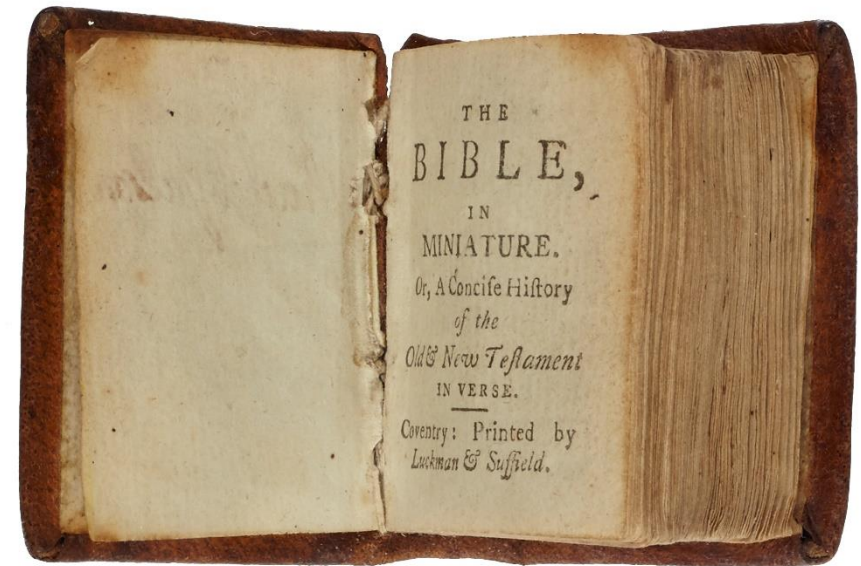 THE
BIBLE,
IN
MINIATURE.
Or, A Conciſe Hiſtory
of the
Old & New Teſtament
IN VERSE.
Coventry: Printed by
Luckman & Suffield.